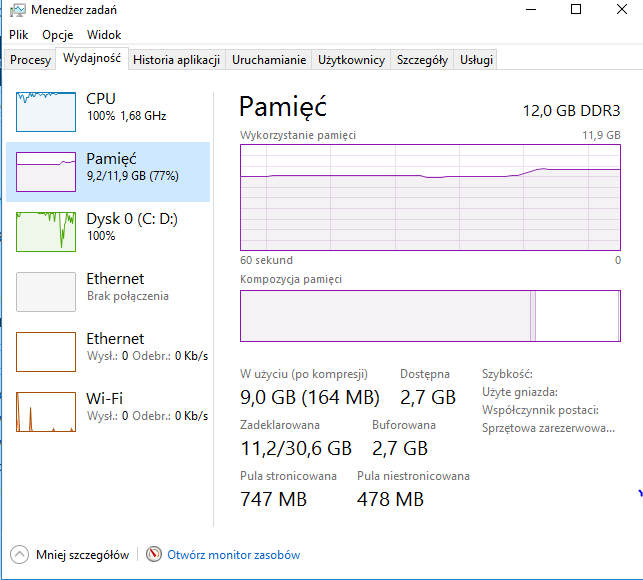 Menedżer zadań
Plik Opcje Widok
Procesy Wydajność Historia aplikacji Uruchamianie Użytkownicy Szczegóły Usługi
CPU
100% 1,68 GHz
Pamięć
9,2/11,9 GB (77%)
Dysk 0 (C: D:)
100%
Ethernet
Brak połączenia
Ethernet
Wysł.: 0 Odebr.: 0 Kb/s
Wi-Fi
Wysł.: 0 Odebr.: 0 Kb/s
Pamięć 12,0 GB DDR3
Wykorzystanie pamięci 11,9 GB
60 sekund 0
Kompozycja pamięci
W użyciu (po kompresji) Dostępna
9,0 GB (164 MB) 2,7 GB
Zadeklarowana Buforowana
11,2/30,6 GB 2,7 GB
Pula stronicowana Pula niestronicowana
747 MB 478 MB
Szybkość:
Użyte gniazda:
Współczynnik postaci:
Sprzętowa zarezerwowa...
Mniej szczegółów Otwórz monitor zasobów